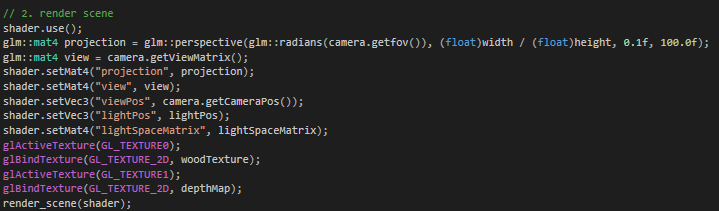 // 2. render scene
shader.use();
glm::mat4 projection = glm::perspective(glm::radians(camera.getfov()), (float)width / (float)height, 0.1f, 100.0f);
glm::mat4 view = camera.getViewMatrix();
shader.setMat4("projection", projection);
shader.setMat4("view", view);
shader.setVec3("viewPos", camera.getCameraPos());
shader.setVec3("lightPos", lightPos);
shader.setMat4("lightSpaceMatrix", lightSpaceMatrix);
glActiveTexture(GL_TEXTURE0);
glBindTexture(GL_TEXTURE_2D, woodTexture);
glActiveTexture(GL_TEXTURE1);
glBindTexture(GL_TEXTURE_2D, depthMap);
render_scene(shader);